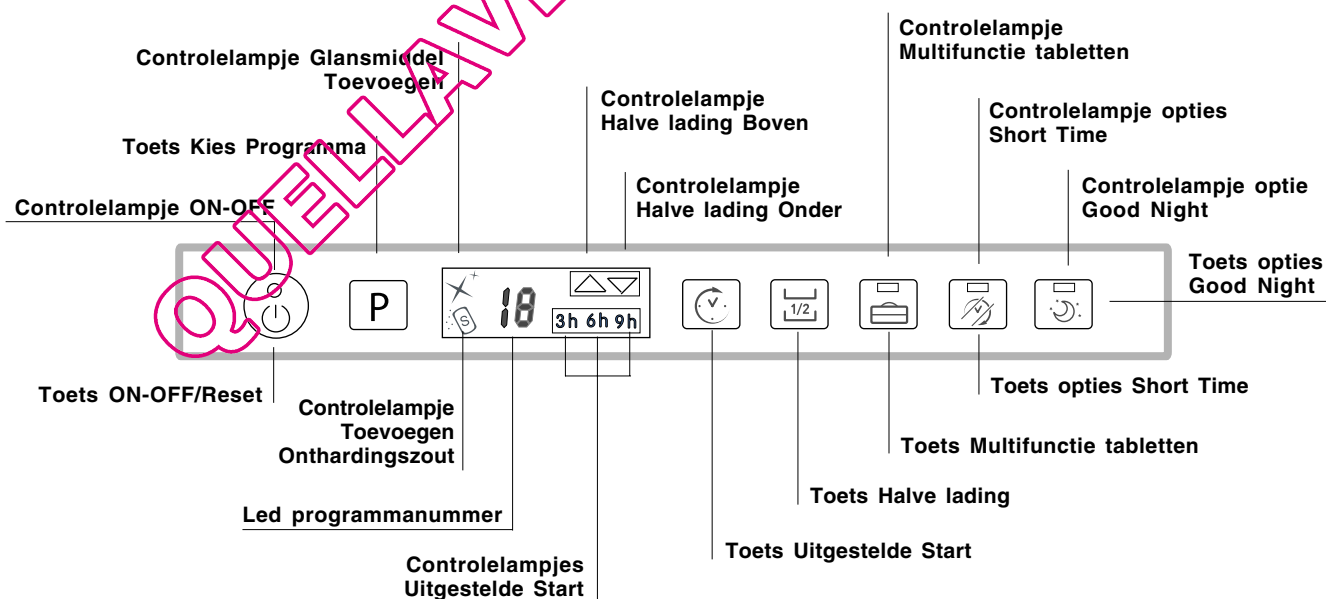 Controlelampje
Multifunctie tabletten
Controlelampje Glansmiddel
Toevoegen
Controlelampje
Halve lading Boven
Controlelampje opties
Short Time
Toets Kies Programma
Controlelampje
Halve lading Onder
Controlelampje optie
Good Night
Controlelampje ON-OFF
Toets opties
Good Night
P
S
18
3h 6h 9h
1/2
Toets ON-OFF/Reset
Controlelampje
Toevoegen
Onthardingszout
Toets opties Short Time
Toets Multifunctie tabletten
Toets Halve lading
Led programmanummer
Toets Uitgestelde Start
Controlelampjes
Uitgestelde Start
QUELLAV